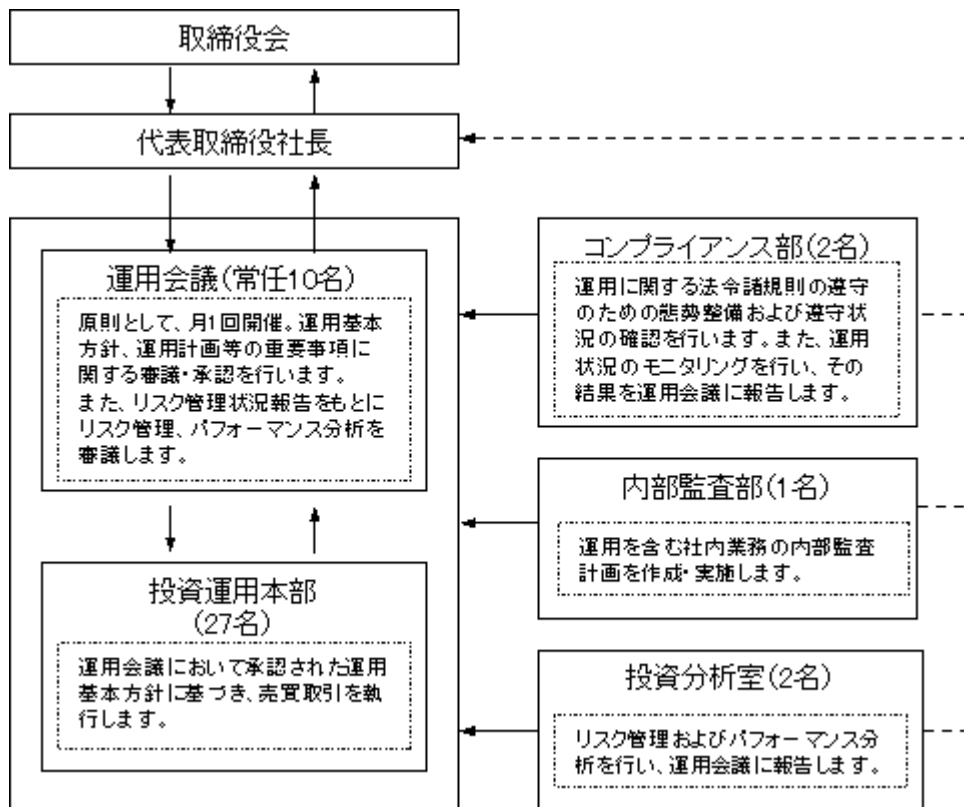 取締役会
代表取締役社長
運用会議(常任10名)
原則として、月1回開催。運用基本
方針、運用計画等の重要事項に
関する審議・承認を行います。
また、リスク管理状況報告をもとに
リスク管理、パフォーマンス分析を
審議します。
投資運用本部
(27名)
運用会議において承認された運用
基本方針に基づき、売買取引を執
行します。
コンプライアンス部(2名)
運用に関する法令諸規則の遵守
のための態勢整備および遵守状
況の確認を行います。また、運用
状況のモニタリングを行い、その
結果を運用会議に報告します。
内部監査部(1名)
運用を含む社内業務の内部監査
計画を作成・実施します。
投資分析室(2名)
リスク管理およびパフォーマンス分
析を行い、運用会議に報告します。